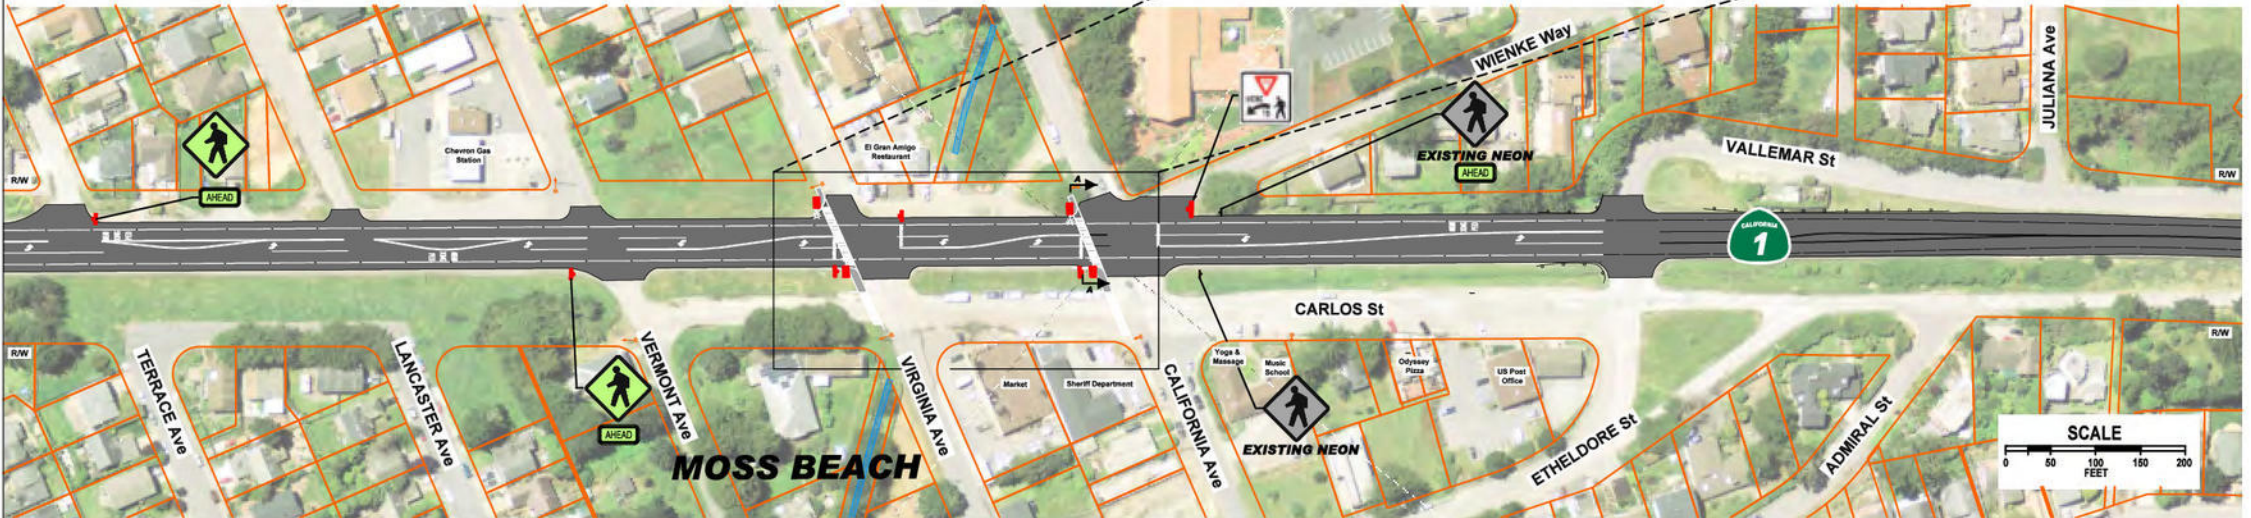 WIENKE Way
JULIANA Ave
Chevron Gas
Station
El Gran Amigo
Restaurant
HERE
TO
EXISTING NEON
AHEAD
VALLEMAR St
R/W
R/W
AHEAD
A
CALIFORNIA
1
A
CARLOS St
R/W
R/W
TERRACE Ave
LANCASTER Ave
VERMONT Ave
VIRGINIA Ave
CALIFORNIA Ave
Market
Sheriff Department
Yoga &
Massage
Music
School
Odyssey
Pizza
US Post
Office
AHEAD
EXISTING NEON
MOSS BEACH
ETHELDORE St
ADMIRAL St
SCALE
0 50 100 150 200
FEET